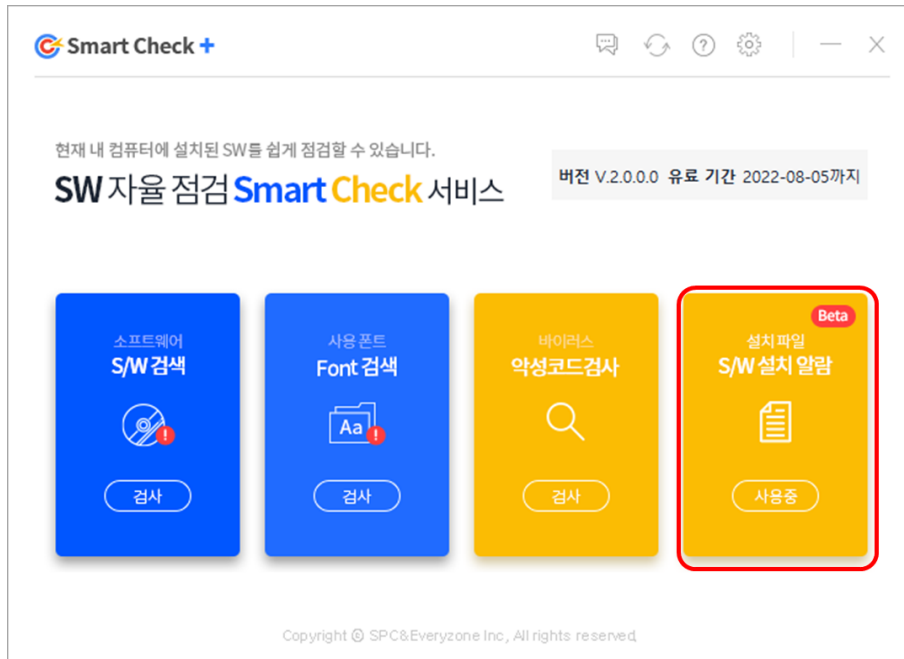 Smart Check +
현재 내 컴퓨터에 설치된 SW를 쉽게 점검할 수 있습니다.
SW 자율 점검 Smart Check 서비스
버전 V.2.0.0.0 유료 기간 2022-08-05까지
소프트웨어
S/W 검색
검사
사용 폰트
Font 검색
Aa
검사
바이러스
악성코드검사
검사
Beta
설치 파일
S/W 설치 알람
사용중
Copyright ⓒ SPC&Everyzone Inc, All rights reserved.